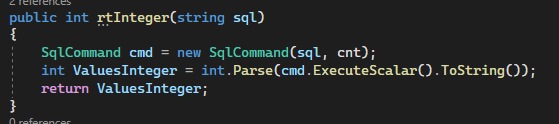 2 references
public int rtInteger(string sql)
{
SqlCommand cmd = new SqlCommand(sql, cnt);
int ValuesInteger = int.Parse(cmd.ExecuteScalar().ToString());
return ValuesInteger;
}
0 references